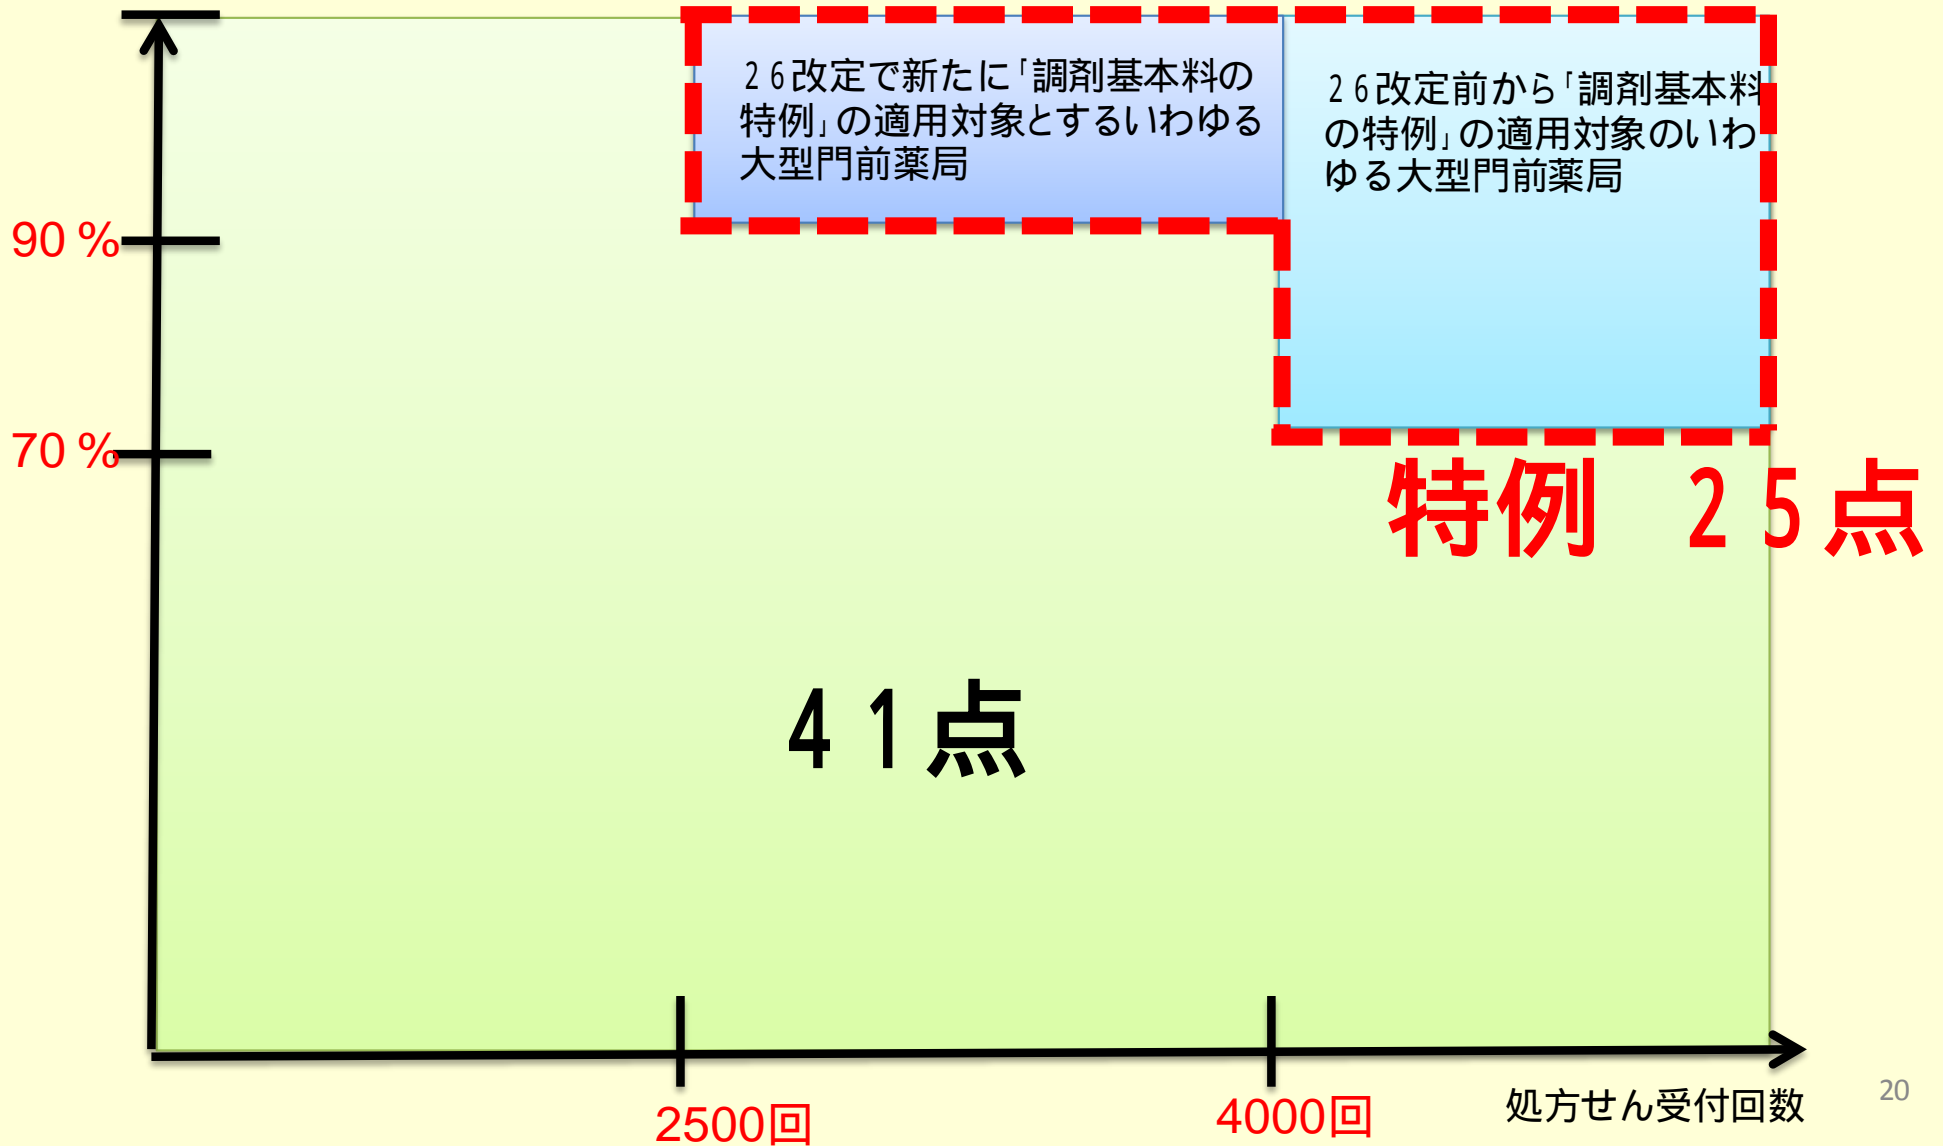 ２６改定で新たに「調剤基本料の
特例」の適用対象とするいわゆる
大型門前薬局
２６改定前から「調剤基本料
の特例」の適用対象のいわ
ゆる大型門前薬局
90％
70％
特例　２５点
４１点
2500回
4000回
処方せん受付回数
20